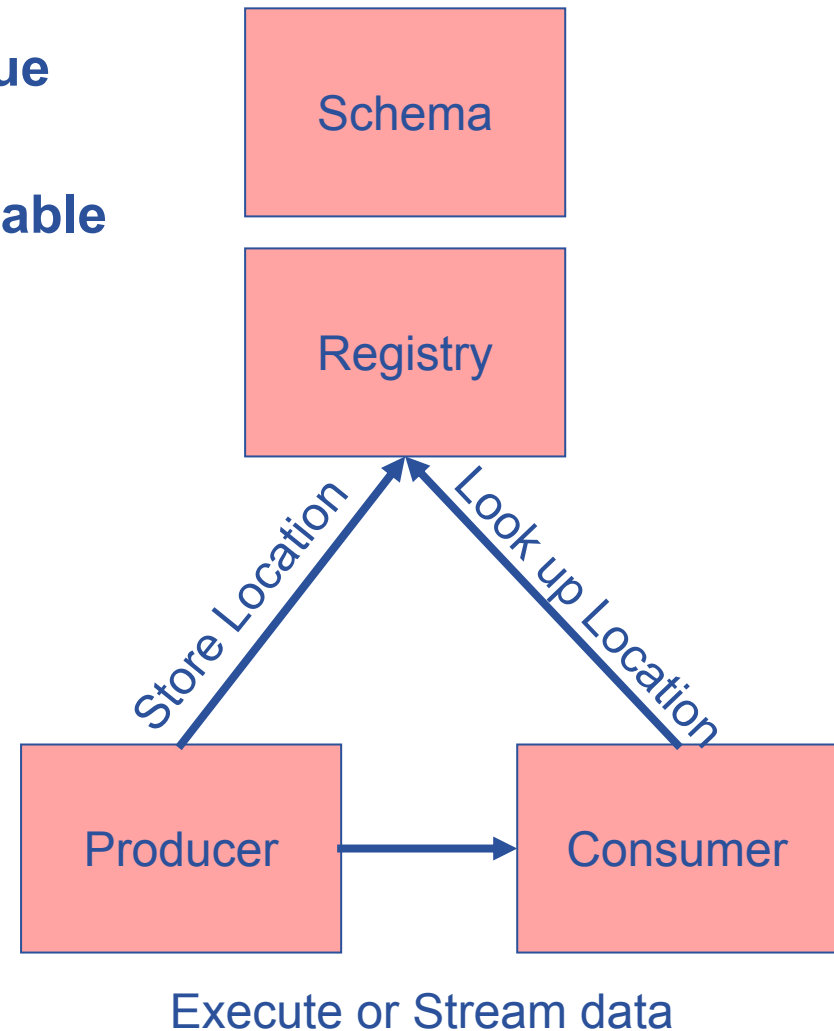 ue
Schema
able
Registry
Store Location
Look up Location
Producer
Consumer
Execute or Stream data